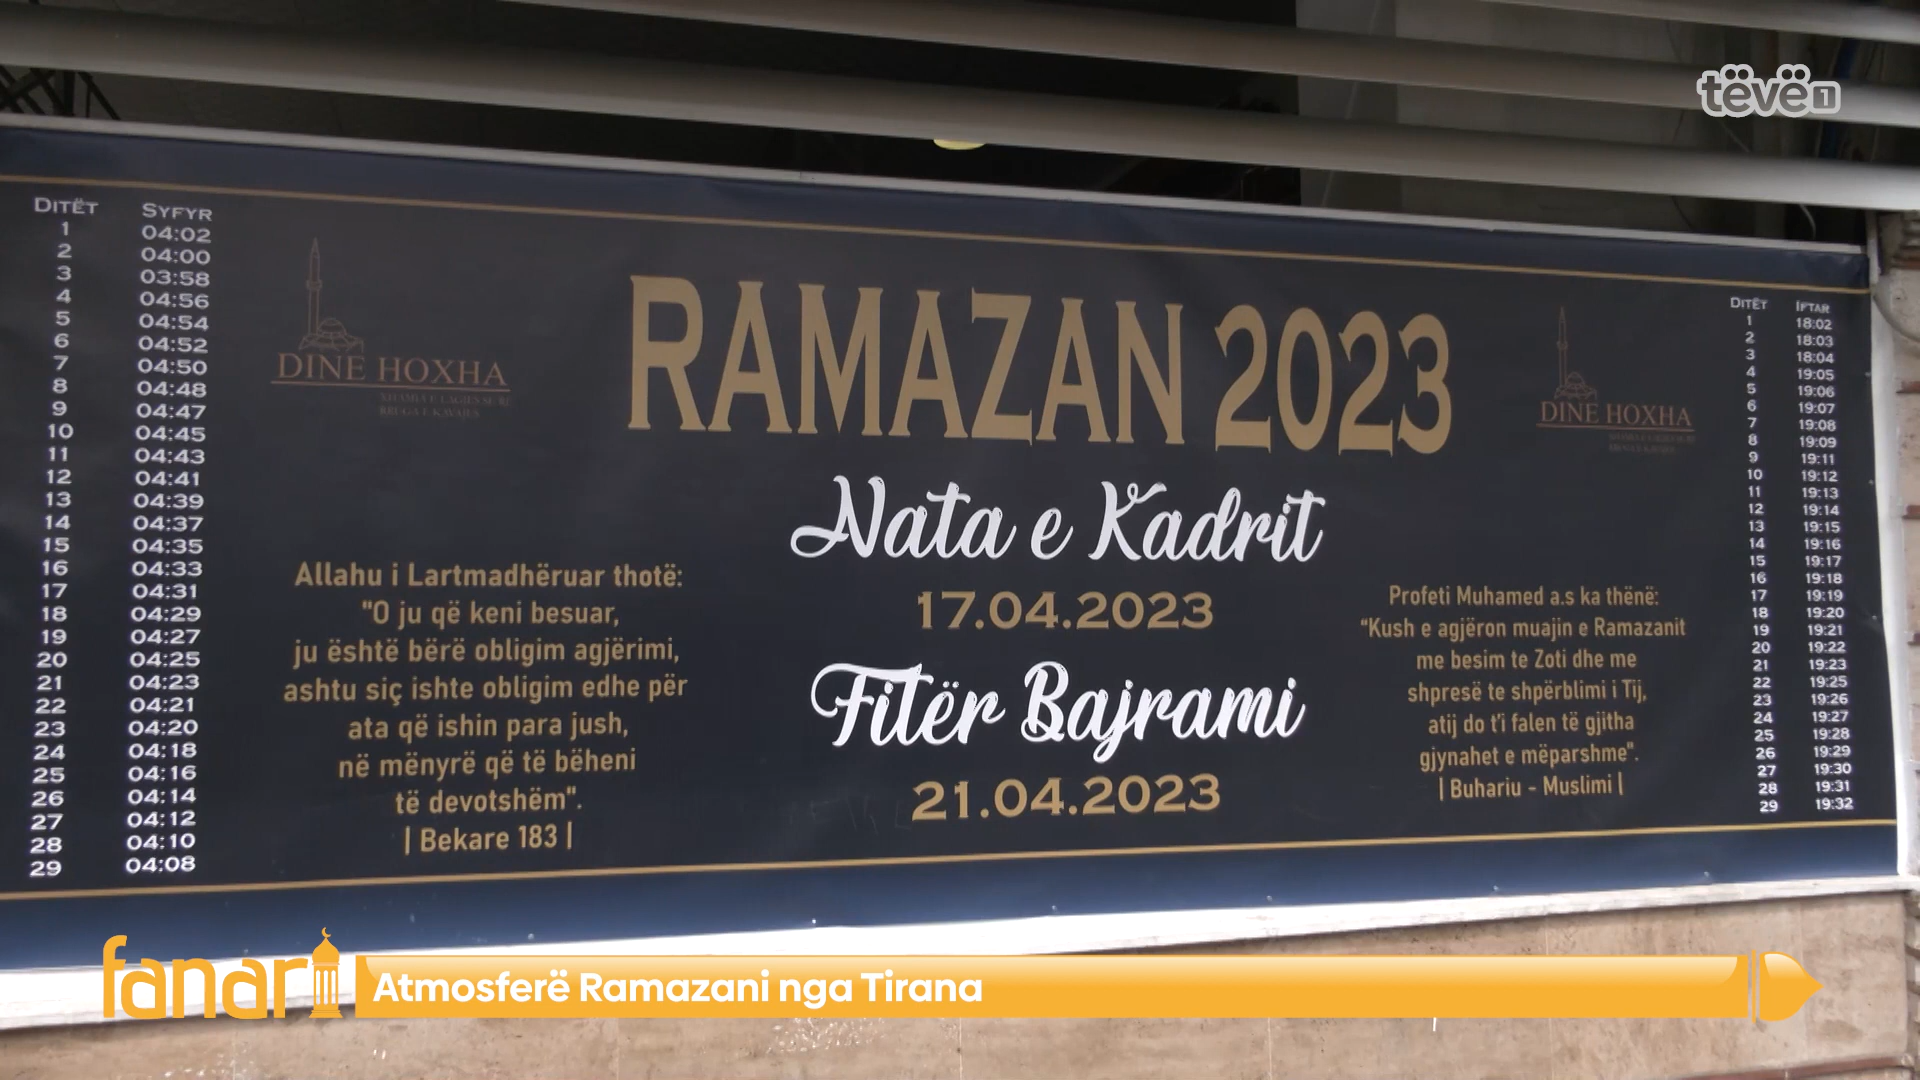 tëvë1
DITËT SYFYR
1 04:02
2 04:00
3 03:58
4 04:56
5 04:54
6 04:52
7 04:50
8 04:48
9 04:47
10 04:45
11 04:43
12 04:41
13 04:39
14 04:37
15 04:35
16 04:33
17 04:31
18 04:29
19 04:27
20 04:25
21 04:23
22 04:21
23 04:20
24 04:18
25 04:16
26 04:14
27 04:12
28 04:10
29 04:08
DINE HOXHA
Allahu i Lartmadhëruar thotë:
"O ju që keni besuar,
ju është bërë obligim agjërimi,
ashtu siç ishte obligim edhe për
ata që ishin para jush,
në mënyrë që të bëheni
të devotshëm".
| Bekare 183 |
RAMAZAN 2023
Nata e Kadrit
17.04.2023
Fitër Bajrami
21.04.2023
DINE HOXHA
Profeti Muhamed a.s ka thënë:
"Kush e agjëron muajin e Ramazanit
me besim te Zoti dhe me
shpresë te shpërblimi i Tij,
atij do t'i falen të gjitha
gjynahet e mëparshme".
| Buhariu - Muslimi |
DITËT IFTAR
1 18:02
2 18:03
3 18:04
4 19:05
5 19:06
6 19:07
7 19:08
8 19:09
9 19:11
10 19:12
11 19:13
12 19:14
13 19:15
14 19:16
15 19:17
16 19:18
17 19:19
18 19:20
19 19:21
20 19:22
21 19:23
22 19:25
23 19:26
24 19:27
25 19:28
26 19:29
27 19:30
28 19:31
29 19:32
fanari
Atmosferë Ramazani nga Tirana